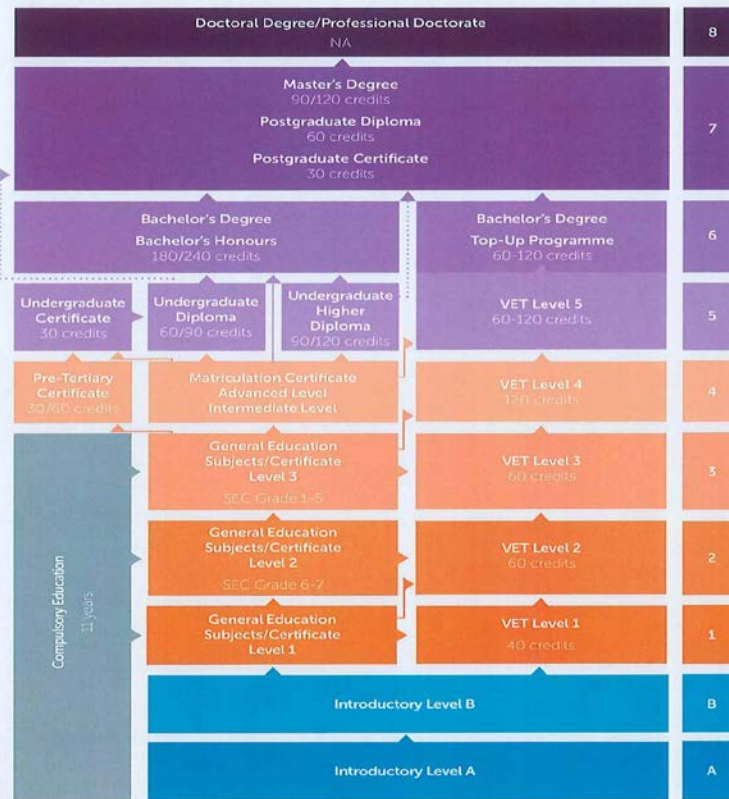 Doctoral Degree/Professional Doctorate
NA
8
Master's Degree
90/120 credits
Postgraduate Diploma
60 credits
Postgraduate Certificate
30 credits
7
Bachelor's Degree
Bachelor's Honours
180/240 credits
Bachelor's Degree
Top-Up Programme
60-120 credits
6
Undergraduate
Certificate
30 credits
Undergraduate
Diploma
60/90 credits
Undergraduate
Higher
Diploma
90/120 credits
VET Level 5
60-120 credits
5
Pre-Tertiary
Certificate
30/60 credits
Matriculation Certificate
Advanced Level
Intermediate Level
VET Level 4
120 credits
4
Compulsory Education
11 years
General Education
Subjects/Certificate
Level 3
SEC Grade 1-5
VET Level 3
60 credits
3
General Education
Subjects/Certificate
Level 2
SEC Grade 6-7
VET Level 2
60 credits
2
General Education
Subjects/Certificate
Level 1
VET Level 1
40 credits
1
Introductory Level B
B
Introductory Level A
A